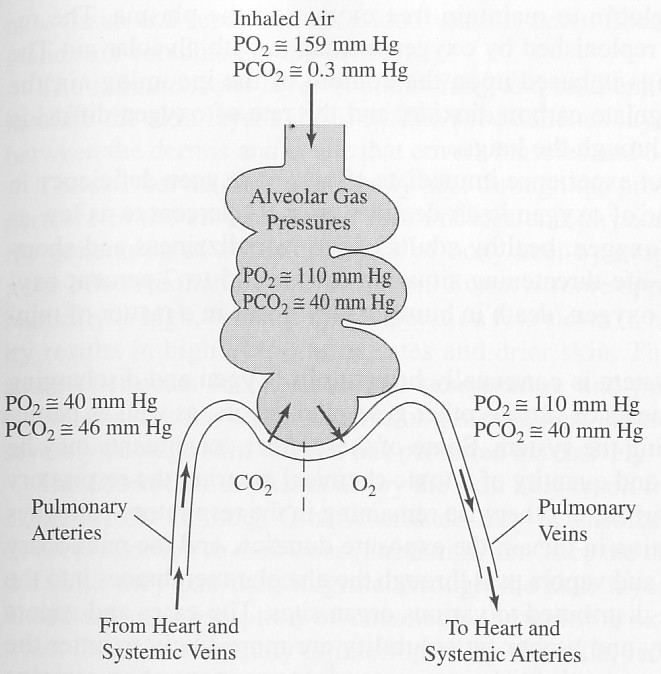 Inhaled Air
PO₂ ≅ 159 mm Hg
PCO₂ ≅ 0.3 mm Hg
Alveolar Gas
Pressures
PO₂ ≅ 110 mm Hg
PCO₂ ≅ 40 mm Hg
PO₂ ≅ 40 mm Hg
PCO₂ ≅ 46 mm Hg
PO₂ ≅ 110 mm Hg
PCO₂ ≅ 40 mm Hg
CO₂
O₂
Pulmonary
Arteries
Pulmonary
Veins
From Heart and
Systemic Veins
To Heart and
Systemic Arteries